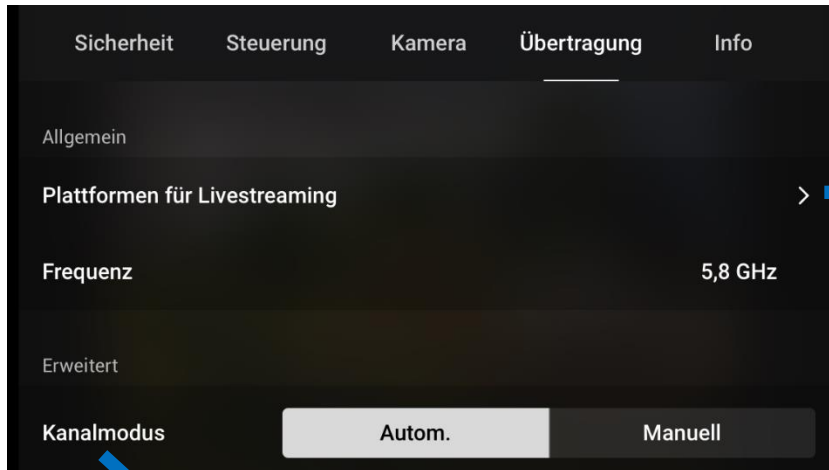 Sicherheit Steuerung Kamera Übertragung Info
Allgemein
Plattformen für Livestreaming
Frequenz 5,8 GHz
Erweitert
Kanalmodus Autom. Manuell